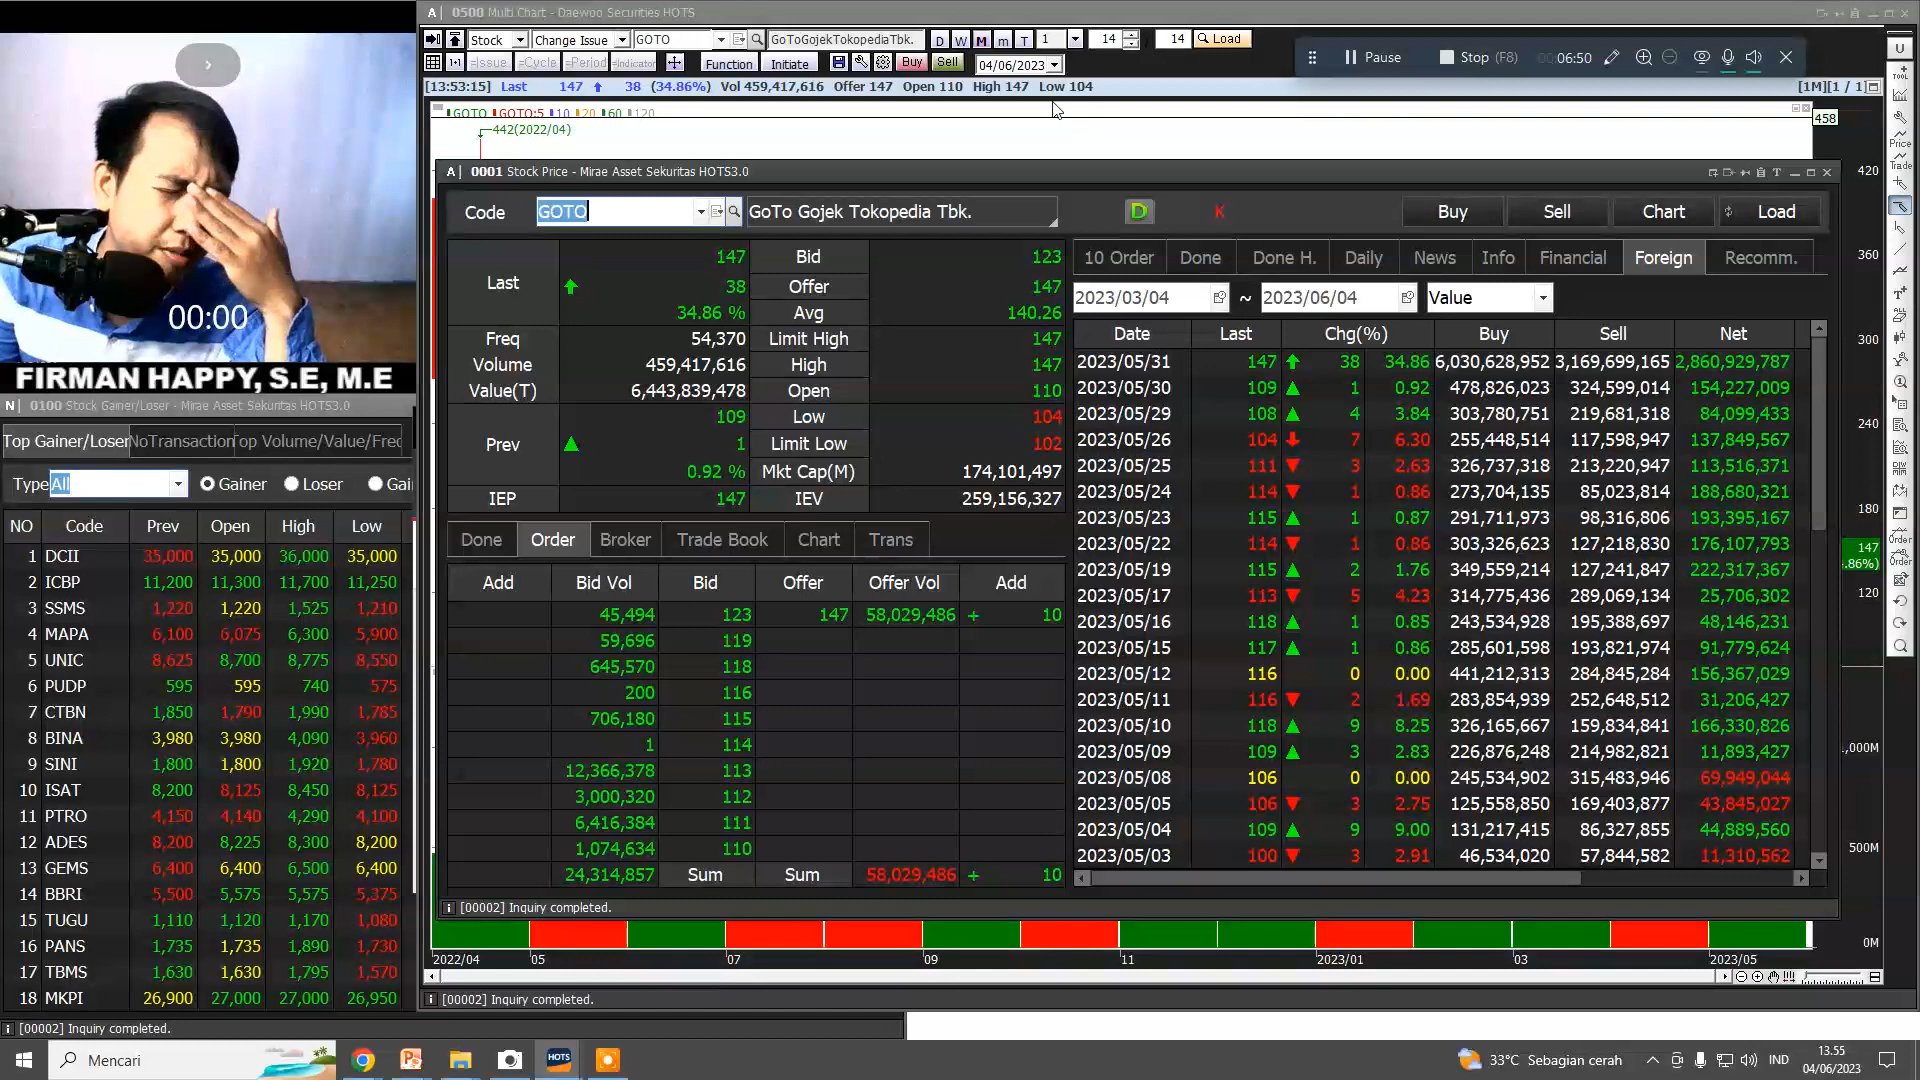 A 0500 Multi Chart - Daewoo Securities HOTS
Stock Change Issue GOTO GoToGojekTokopediaTbk. D W M m T 1 14 14 Load
=Issue =Cycle =Period =Indicator Function Initiate Buy Sell 04/06/2023
Pause Stop (F8) 00:06:50
[13:53:15] Last 147 38 (34.86%) Vol 459,417,616 Offer 147 Open 110 High 147 Low 104 [1M][1 / 1]
GOTO GOTO:5 10 20 60 120
442(2022/04)
458
420
360
300
240
180
147
.86%)
120
,000M
500M
0M
00:00
FIRMAN HAPPY, S.E, M.E
A 0001 Stock Price - Mirae Asset Sekuritas HOTS3.0
Code GOTO GoTo Gojek Tokopedia Tbk. D K Buy Sell Chart Load
Last 147 Bid 123
38 Offer 147
34.86 % Avg 140.26
Freq 54,370 Limit High 147
Volume 459,417,616 High 147
Value(T) 6,443,839,478 Open 110
Prev 109 Low 104
1 Limit Low 102
0.92 % Mkt Cap(M) 174,101,497
IEP 147 IEV 259,156,327
Done Order Broker Trade Book Chart Trans
Add Bid Vol Bid Offer Offer Vol Add
45,494 123 147 58,029,486 + 10
59,696 119
645,570 118
200 116
706,180 115
1 114
12,366,378 113
3,000,320 112
6,416,384 111
1,074,634 110
24,314,857 Sum Sum 58,029,486 + 10
[00002] Inquiry completed.
10 Order Done Done H. Daily News Info Financial Foreign Recomm.
2023/03/04 ~ 2023/06/04 Value
Date Last Chg(%) Buy Sell Net
2023/05/31 147 38 34.86 6,030,628,952 3,169,699,165 2,860,929,787
2023/05/30 109 1 0.92 478,826,023 324,599,014 154,227,009
2023/05/29 108 4 3.84 303,780,751 219,681,318 84,099,433
2023/05/26 104 7 6.30 255,448,514 117,598,947 137,849,567
2023/05/25 111 3 2.63 326,737,318 213,220,947 113,516,371
2023/05/24 114 1 0.86 273,704,135 85,023,814 188,680,321
2023/05/23 115 1 0.87 291,711,973 98,316,806 193,395,167
2023/05/22 114 1 0.86 303,326,623 127,218,830 176,107,793
2023/05/19 115 2 1.76 349,559,214 127,241,847 222,317,367
2023/05/17 113 5 4.23 314,775,436 289,069,134 25,706,302
2023/05/16 118 1 0.85 243,534,928 195,388,697 48,146,231
2023/05/15 117 1 0.86 285,601,598 193,821,974 91,779,624
2023/05/12 116 0 0.00 441,212,313 284,845,284 156,367,029
2023/05/11 116 2 1.69 283,854,939 252,648,512 31,206,427
2023/05/10 118 9 8.25 326,165,667 159,834,841 166,330,826
2023/05/09 109 3 2.83 226,876,248 214,982,821 11,893,427
2023/05/08 106 0 0.00 245,534,902 315,483,946 69,949,044
2023/05/05 106 3 2.75 125,558,850 169,403,877 43,845,027
2023/05/04 109 9 9.00 131,217,415 86,327,855 44,889,560
2023/05/03 100 3 2.91 46,534,020 57,844,582 11,310,562
2022/04 05 07 09 11 2023/01 03 2023/05
[00002] Inquiry completed.
N 0100 Stock Gainer/Loser - Mirae Asset Sekuritas HOTS3.0
Top Gainer/Loser NoTransaction Top Volume/Value/Freq
Type All Gainer Loser Gai
NO Code Prev Open High Low
1 DCII 35,000 35,000 36,000 35,000
2 ICBP 11,200 11,300 11,700 11,250
3 SSMS 1,220 1,220 1,525 1,210
4 MAPA 6,100 6,075 6,300 5,900
5 UNIC 8,625 8,700 8,775 8,550
6 PUDP 595 595 740 575
7 CTBN 1,850 1,790 1,990 1,785
8 BINA 3,980 3,980 4,090 3,960
9 SINI 1,800 1,800 1,920 1,780
10 ISAT 8,200 8,125 8,450 8,125
11 PTRO 4,150 4,140 4,290 4,100
12 ADES 8,200 8,225 8,300 8,200
13 GEMS 6,400 6,400 6,500 6,400
14 BBRI 5,500 5,575 5,575 5,375
15 TUGU 1,110 1,120 1,170 1,080
16 PANS 1,735 1,735 1,890 1,730
17 TBMS 1,630 1,630 1,795 1,570
18 MKPI 26,900 27,000 27,000 26,950
[00002] Inquiry completed.
U
TOOL
Price
Trade
Order
Order
Mencari
HOTS
33°C Sebagian cerah IND 13.55
04/06/2023